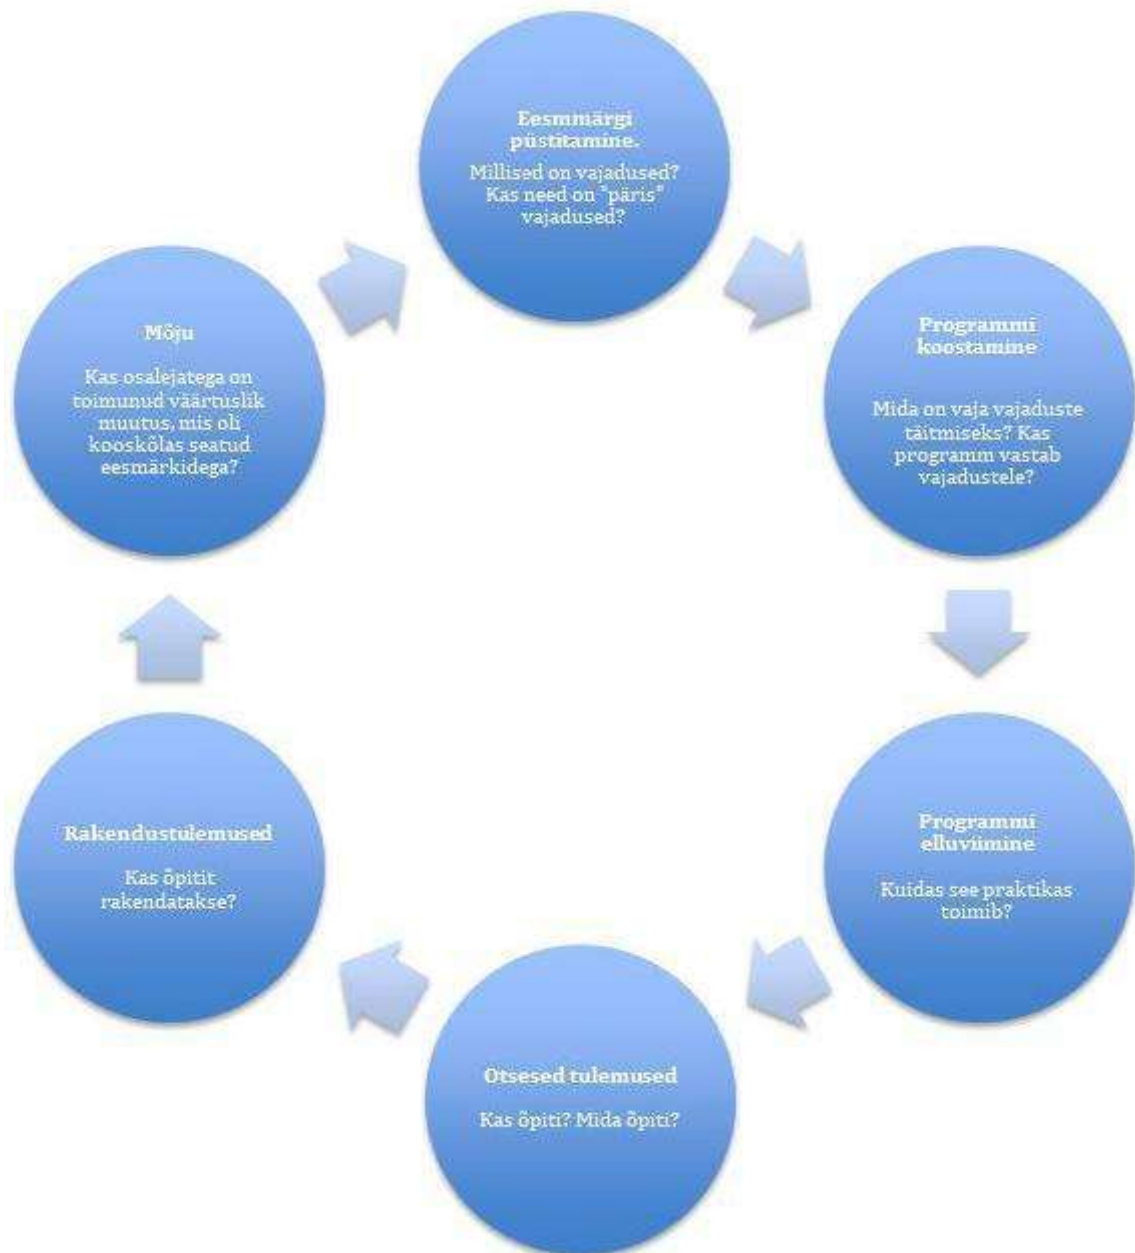 Eesmmärgi
püstitamine.
Millised on vajadused?
Kas need on "päris"
vajadused?
Programmi
koostamine
Mida on vaja vajaduste
täitmiseks? Kas
programm vastab
vajadustele?
Programmi
elluviimine
Kuidas see praktikas
toimib?
Otsesed tulemused
Kas õpiti? Mida õpiti?
Rakendustulemused
Kas õpitit
rakendatakse?
Mõju
Kas osalejatega on
toimunud väärtuslik
muutus, mis oli
kooskõlas seatud
eesmärkidega?